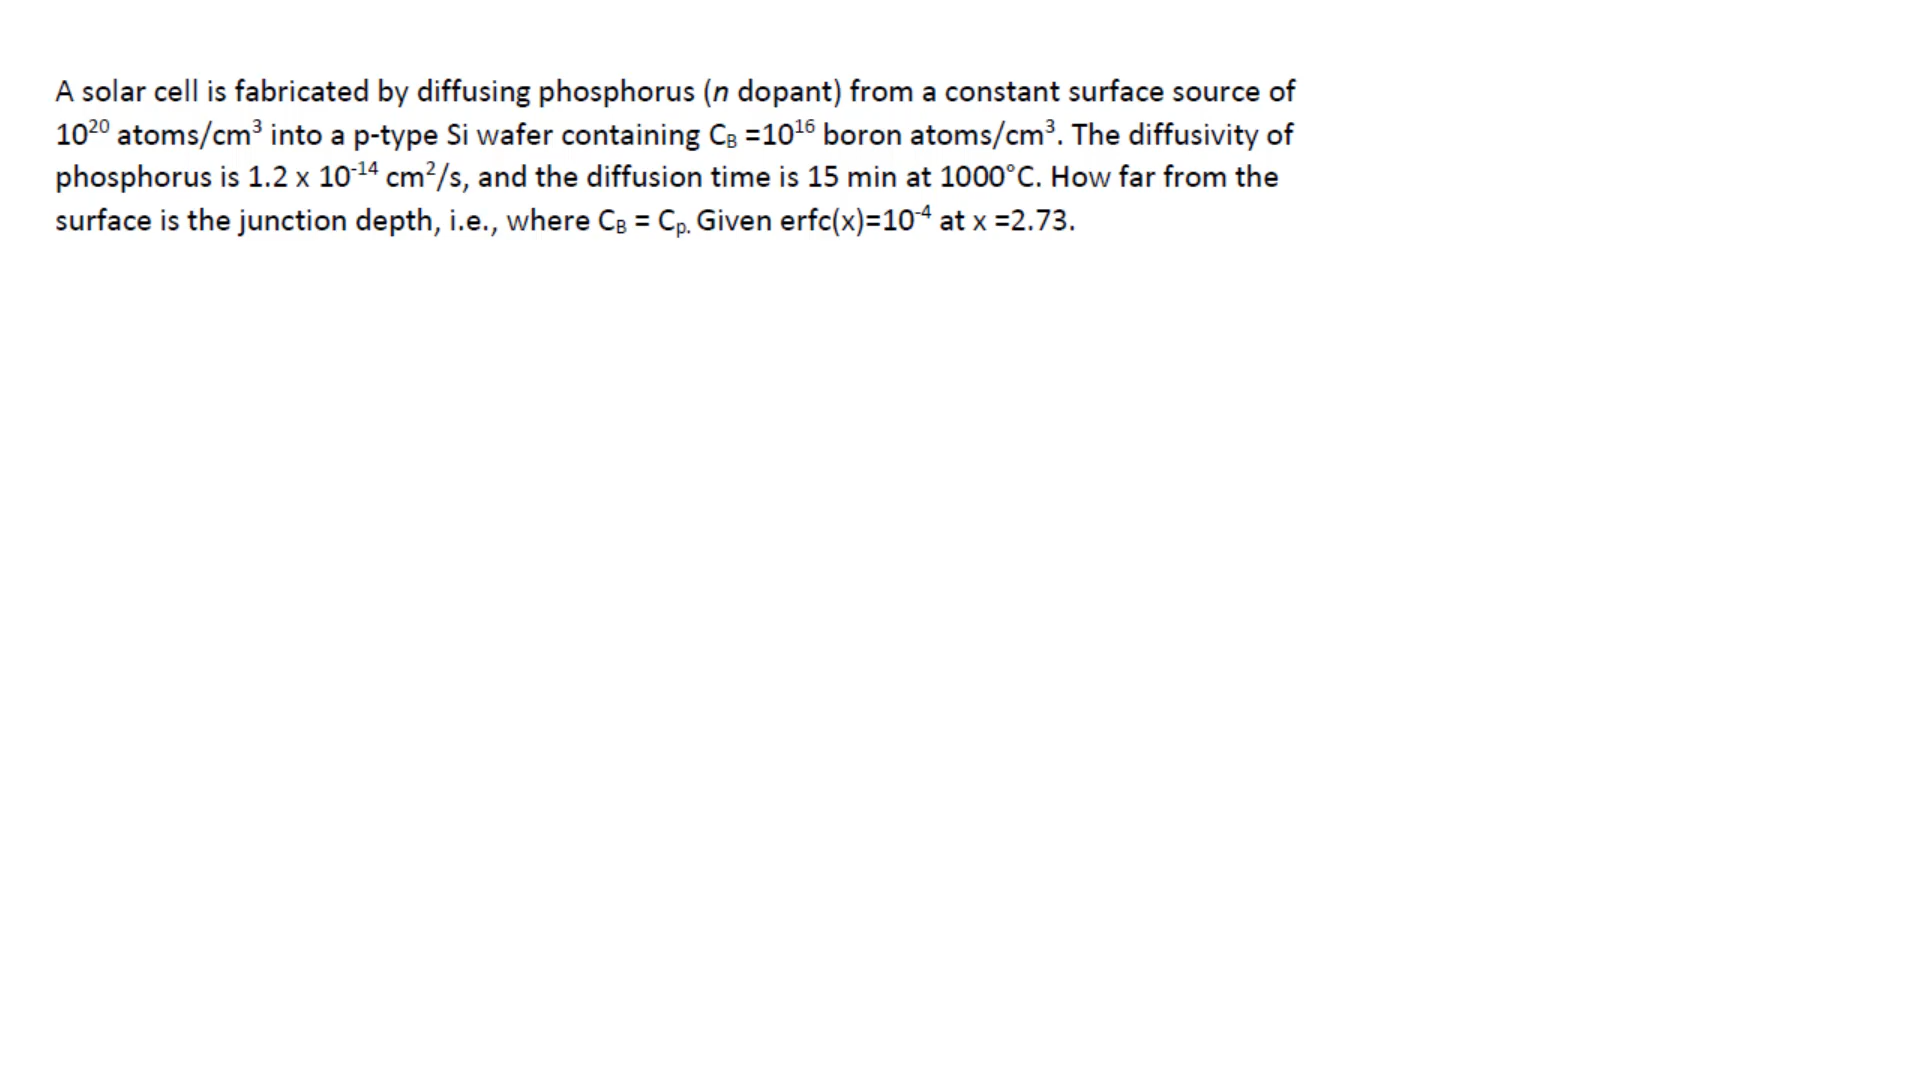 A solar cell is fabricated by diffusing phosphorus (n dopant) from a constant surface source of
10²⁰ atoms/cm³ into a p-type Si wafer containing C_B =10¹⁶ boron atoms/cm³. The diffusivity of
phosphorus is 1.2 x 10⁻¹⁴ cm²/s, and the diffusion time is 15 min at 1000°C. How far from the
surface is the junction depth, i.e., where C_B = C_p. Given erfc(x)=10⁻⁴ at x =2.73.